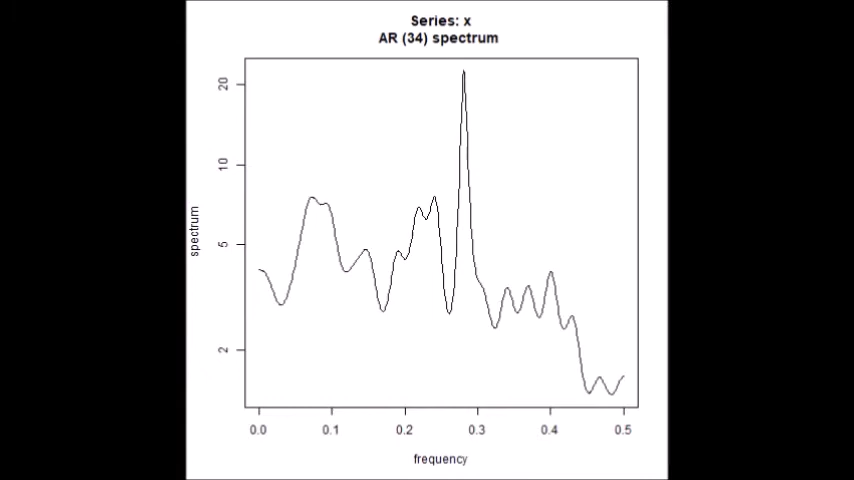 Series: x
AR (34) spectrum
20
10
5
2
spectrum
0.0 0.1 0.2 0.3 0.4 0.5
frequency